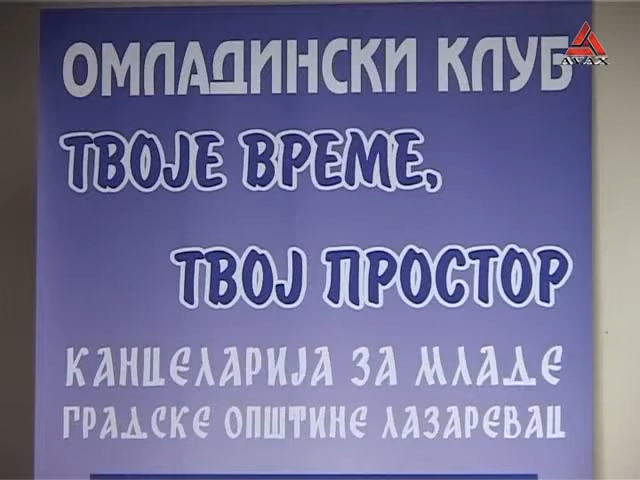 ОМЛАДИНСКИ КЛУБ
AVAX
ТВОЈЕ ВРЕМЕ,
ТВОЈ ПРОСТОР
КАНЦЕЛАРИЈА ЗА МЛАДЕ
ГРАДСКЕ ОПШТИНЕ ЛАЗАРЕВАЦ